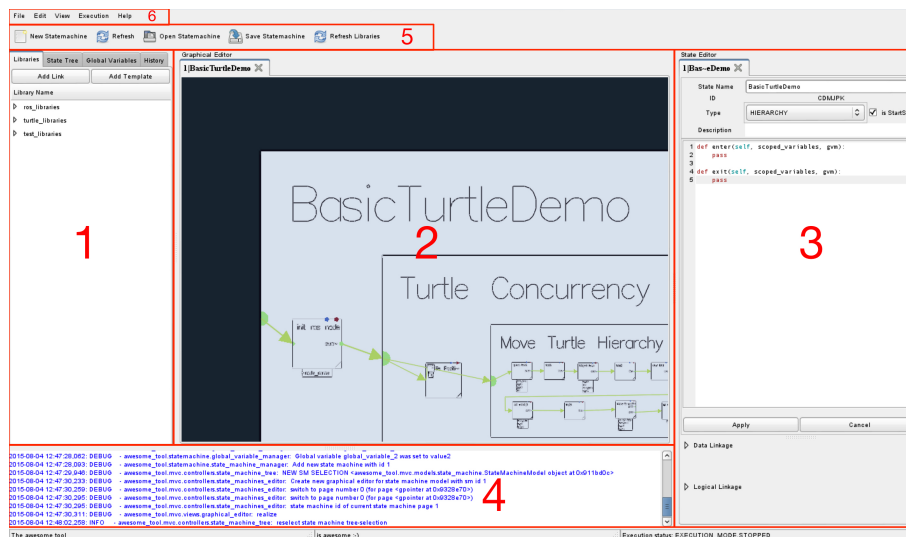 File Edit View Execution Help 6
New Statemachine Refresh Open Statemachine Save Statemachine Refresh Libraries 5
Libraries State Tree Global Variables History
Add Link Add Template
Library Name
ros_libraries
turtle_libraries
test_libraries
1
Graphical Editor
1|BasicTurtleDemo
BasicTurtleDemo
2
Turtle Concurrency
Move Turtle Hierarchy
init ros node
State Editor
1|Bas~eDemo
State Name BasicTurtleDemo
ID CDMJPK
Type HIERARCHY is StartS
Description
1 def enter(self, scoped_variables, gvm):
2 pass
3
4 def exit(self, scoped_variables, gvm):
5 pass
3
Apply Cancel
Data Linkage
Logical Linkage
2015-08-04 12:47:28,062: DEBUG - awesome_tool.statemachine.global_variable_manager: Global variable global_variable_2 was set to value2
2015-08-04 12:47:28,093: DEBUG - awesome_tool.statemachine.state_machine_manager: Add new state machine with id 1
2015-08-04 12:47:29,946: DEBUG - awesome_tool.mvc.controllers.state_machine_tree: NEW SM SELECTION <awesome_tool.mvc.models.state_machine.StateMachineModel object at 0x911bd0c>
2015-08-04 12:47:30,233: DEBUG - awesome_tool.mvc.controllers.state_machines_editor: Create new graphical editor for state machine model with sm id 1
2015-08-04 12:47:30,259: DEBUG - awesome_tool.mvc.controllers.state_machines_editor: switch to page number 0 (for page <gpointer at 0x9328e70>)
2015-08-04 12:47:30,295: DEBUG - awesome_tool.mvc.controllers.state_machines_editor: switch to page number 0 (for page <gpointer at 0x9328e70>)
2015-08-04 12:47:30,295: DEBUG - awesome_tool.mvc.controllers.state_machines_editor: state machine id of current state machine page 1
2015-08-04 12:47:30,311: DEBUG - awesome_tool.mvc.views.graphical_editor: realize
2015-08-04 12:48:02,258: INFO - awesome_tool.mvc.controllers.state_machine_tree: reselect state machine tree-selection
4
The awesome tool is awesome :-) Execution status: EXECUTION_MODE.STOPPED